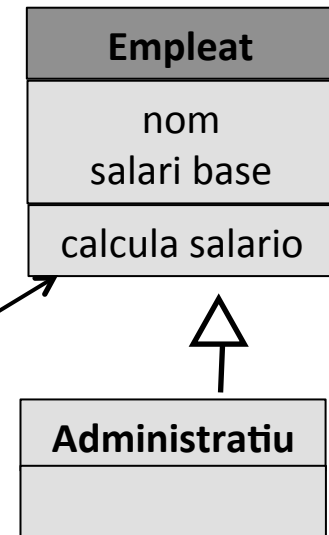 Empleat
nom
salari base
calcula salario
Administratiu